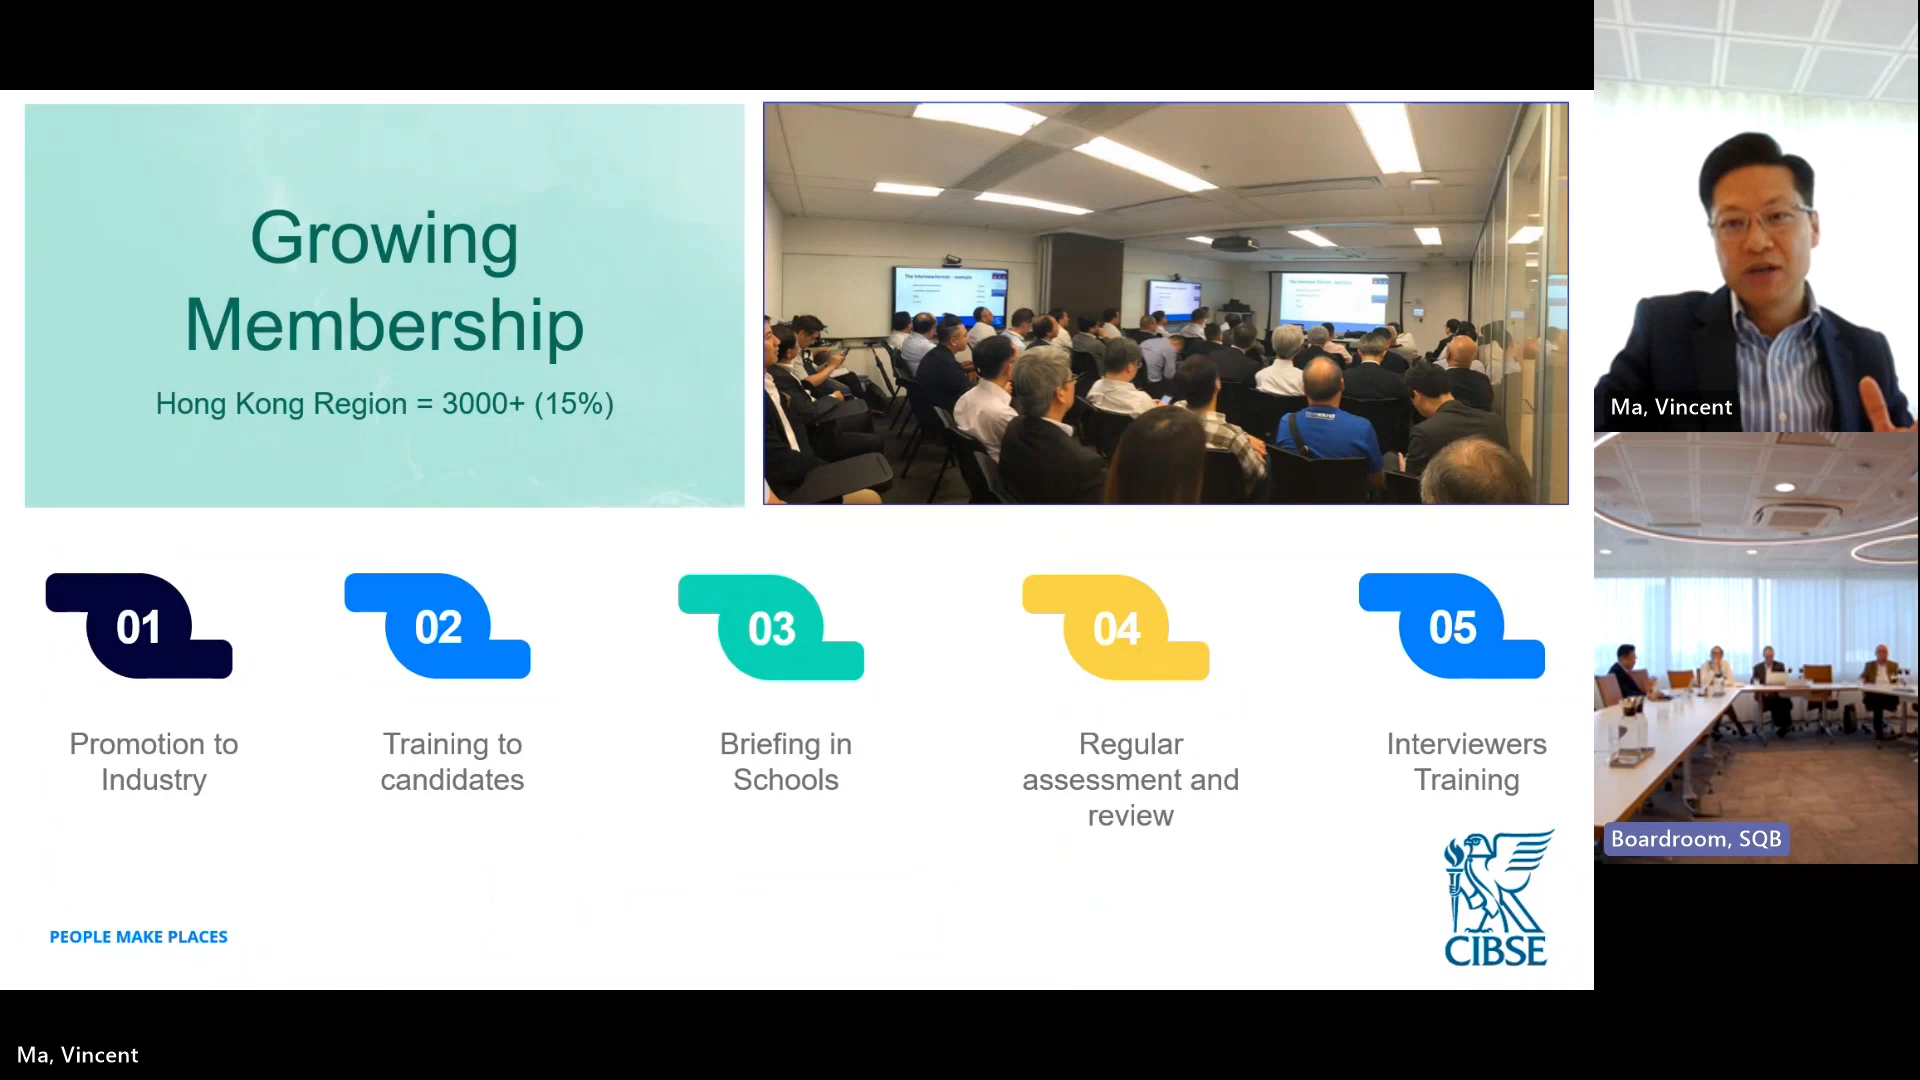 Growing
Membership
Hong Kong Region = 3000+ (15%)
01
02
03
04
05
Promotion to
Industry
Training to
candidates
Briefing in
Schools
Regular
assessment and
review
Interviewers
Training
CIBSE
PEOPLE MAKE PLACES
Ma, Vincent
Boardroom, SQB
Ma, Vincent